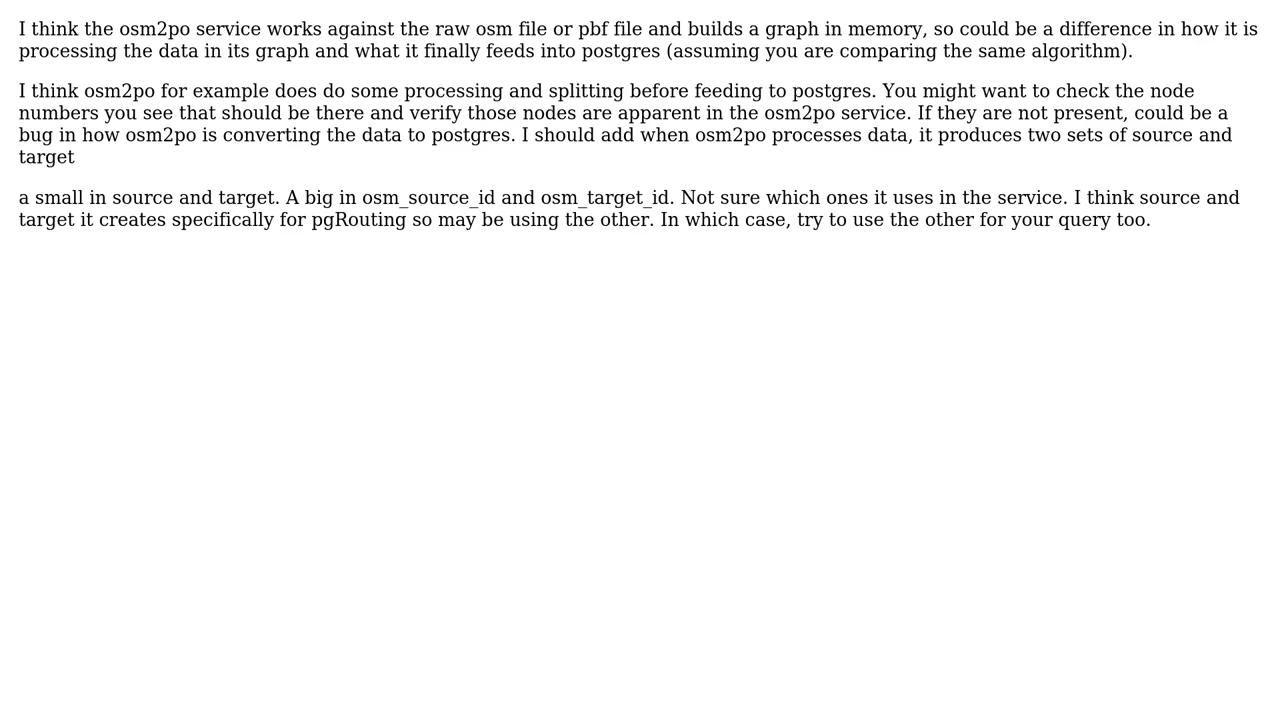 I think the osm2po service works against the raw osm file or pbf file and builds a graph in memory, so could be a difference in how it is
processing the data in its graph and what it finally feeds into postgres (assuming you are comparing the same algorithm).
I think osm2po for example does do some processing and splitting before feeding to postgres. You might want to check the node
numbers you see that should be there and verify those nodes are apparent in the osm2po service. If they are not present, could be a
bug in how osm2po is converting the data to postgres. I should add when osm2po processes data, it produces two sets of source and
target
a small in source and target. A big in osm_source_id and osm_target_id. Not sure which ones it uses in the service. I think source and
target it creates specifically for pgRouting so may be using the other. In which case, try to use the other for your query too.